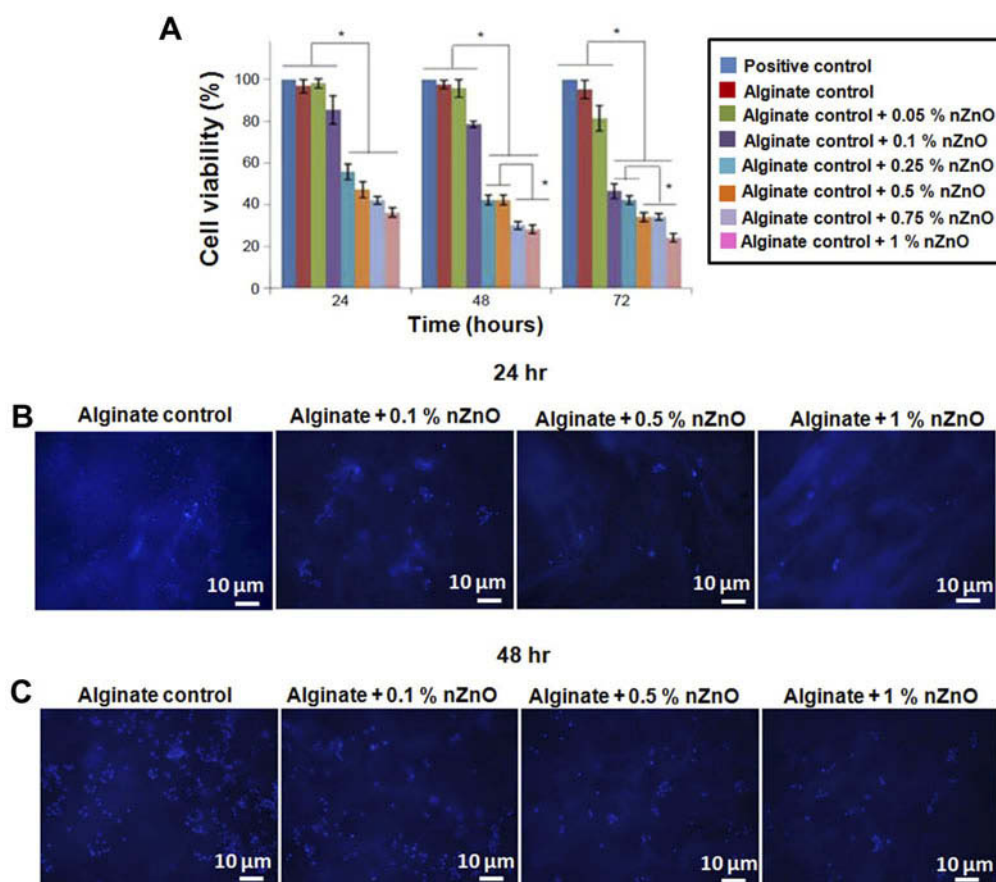 A
Cell viability (%)
100
80
60
40
20
0
*
*
*
*
*
24
48
72
Time (hours)
Positive control
Alginate control
Alginate control + 0.05 % nZnO
Alginate control + 0.1 % nZnO
Alginate control + 0.25 % nZnO
Alginate control + 0.5 % nZnO
Alginate control + 0.75 % nZnO
Alginate control + 1 % nZnO
24 hr
B
Alginate control
Alginate + 0.1 % nZnO
Alginate + 0.5 % nZnO
Alginate + 1 % nZnO
10 µm
10 µm
10 µm
10 µm
48 hr
C
Alginate control
Alginate + 0.1 % nZnO
Alginate + 0.5 % nZnO
Alginate + 1 % nZnO
10 µm
10 µm
10 µm
10 µm